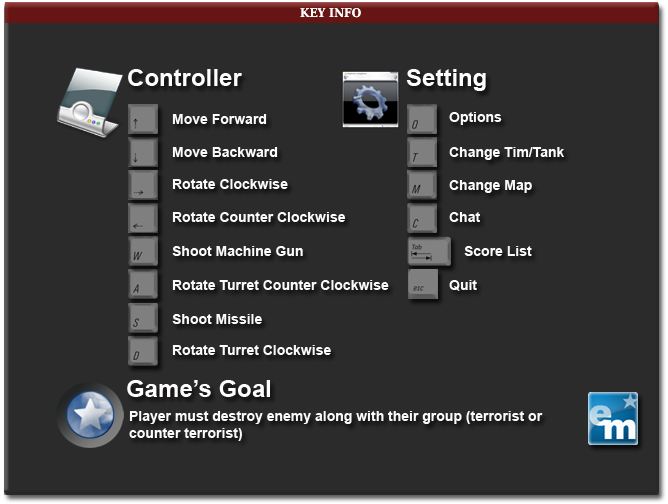 KEY INFO
Controller
↑ Move Forward
↓ Move Backward
→ Rotate Clockwise
← Rotate Counter Clockwise
W Shoot Machine Gun
A Rotate Turret Counter Clockwise
S Shoot Missile
D Rotate Turret Clockwise
Setting
O Options
T Change Tim/Tank
M Change Map
C Chat
Tab Score List
esc Quit
Game's Goal
Player must destroy enemy along with their group (terrorist or
counter terrorist)
em